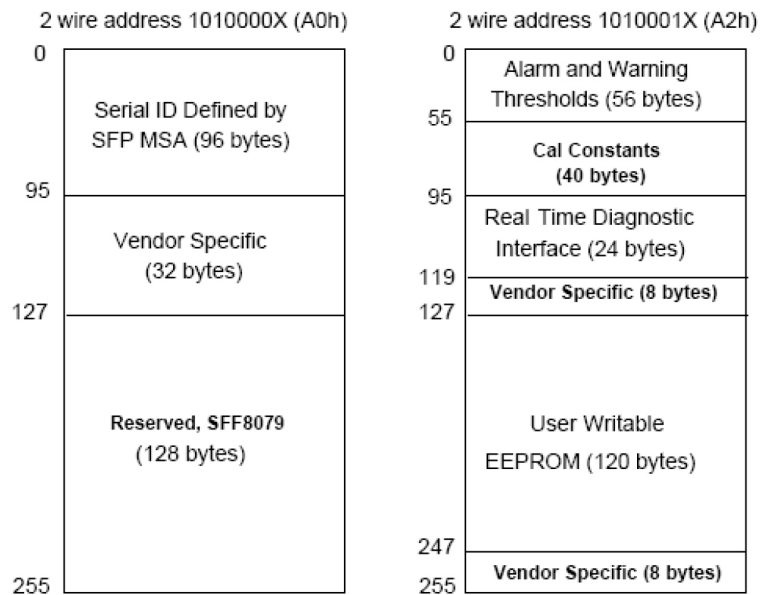 2 wire address 1010000X (A0h)
0
Serial ID Defined by
SFP MSA (96 bytes)
95
Vendor Specific
(32 bytes)
127
Reserved, SFF8079
(128 bytes)
255
2 wire address 1010001X (A2h)
0
Alarm and Warning
Thresholds (56 bytes)
55
Cal Constants
(40 bytes)
95
Real Time Diagnostic
Interface (24 bytes)
119
Vendor Specific (8 bytes)
127
User Writable
EEPROM (120 bytes)
247
Vendor Specific (8 bytes)
255